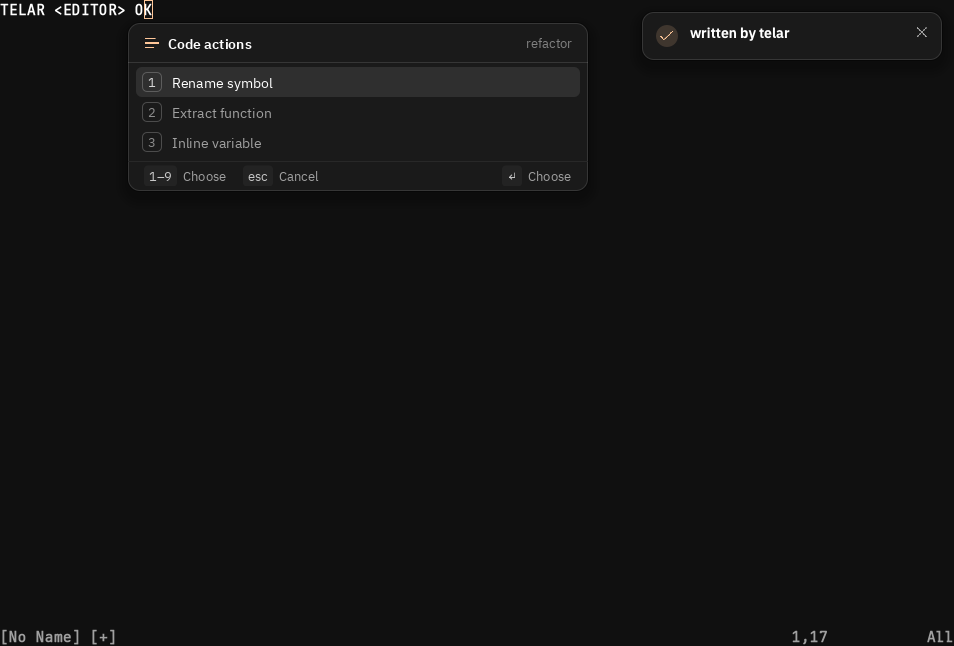 TELAR <EDITOR> OK
Code actions refactor
written by telar
1 Rename symbol
2 Extract function
3 Inline variable
1–9 Choose esc Cancel ↵ Choose
[No Name] [+] 1,17 All